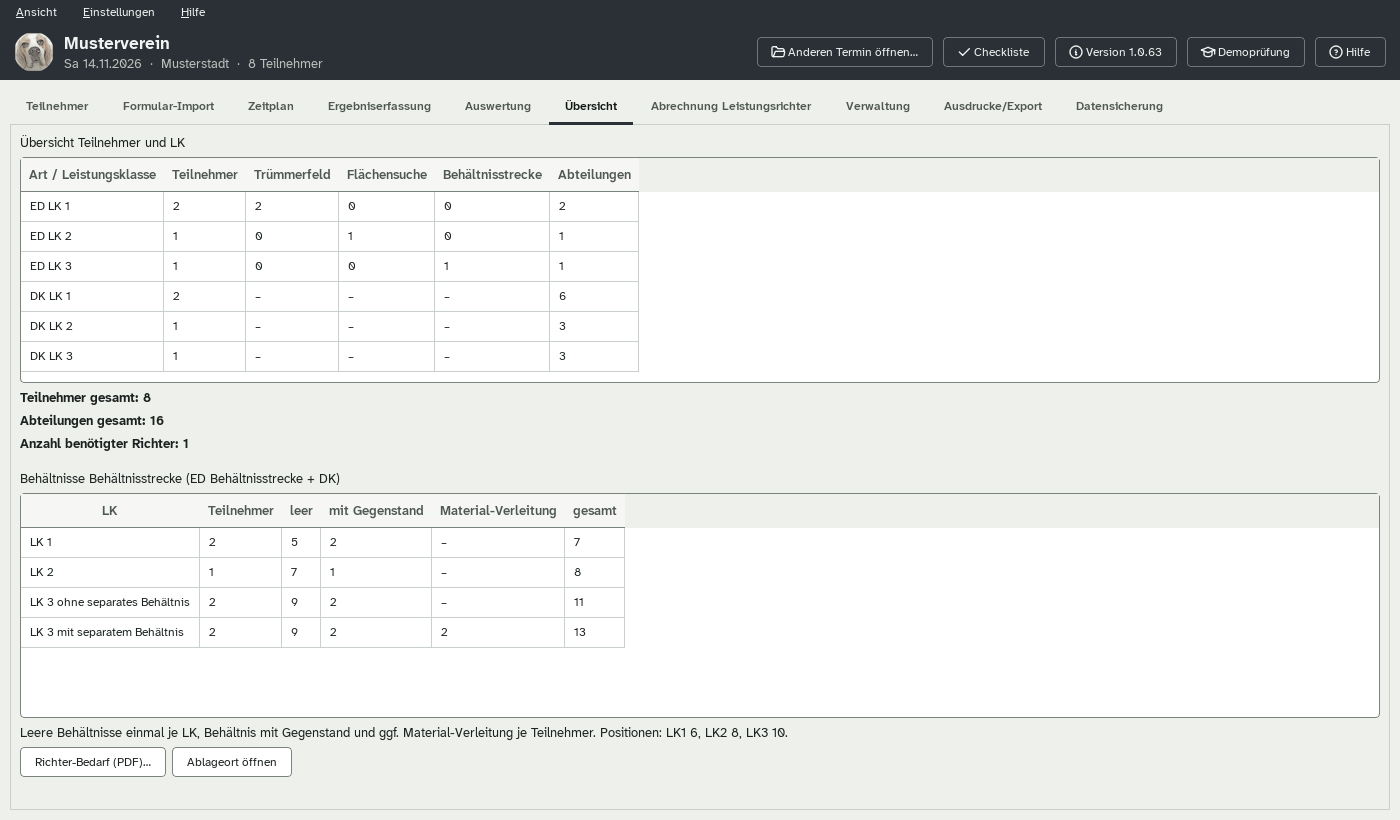 Ansicht Einstellungen Hilfe
Musterverein
Sa 14.11.2026 · Musterstadt · 8 Teilnehmer
Anderen Termin öffnen... Checkliste Version 1.0.63 Demoprüfung Hilfe
Teilnehmer Formular-Import Zeitplan Ergebniserfassung Auswertung Übersicht Abrechnung Leistungsrichter Verwaltung Ausdrucke/Export Datensicherung
Übersicht Teilnehmer und LK
Art / Leistungsklasse Teilnehmer Trümmerfeld Flächensuche Behältnisstrecke Abteilungen
ED LK 1 2 2 0 0 2
ED LK 2 1 0 1 0 1
ED LK 3 1 0 0 1 1
DK LK 1 2 – – – 6
DK LK 2 1 – – – 3
DK LK 3 1 – – – 3
Teilnehmer gesamt: 8
Abteilungen gesamt: 16
Anzahl benötigter Richter: 1
Behältnisse Behältnisstrecke (ED Behältnisstrecke + DK)
LK Teilnehmer leer mit Gegenstand Material-Verleitung gesamt
LK 1 2 5 2 – 7
LK 2 1 7 1 – 8
LK 3 ohne separates Behältnis 2 9 2 – 11
LK 3 mit separatem Behältnis 2 9 2 2 13
Leere Behältnisse einmal je LK, Behältnis mit Gegenstand und ggf. Material-Verleitung je Teilnehmer. Positionen: LK1 6, LK2 8, LK3 10.
Richter-Bedarf (PDF)... Ablageort öffnen